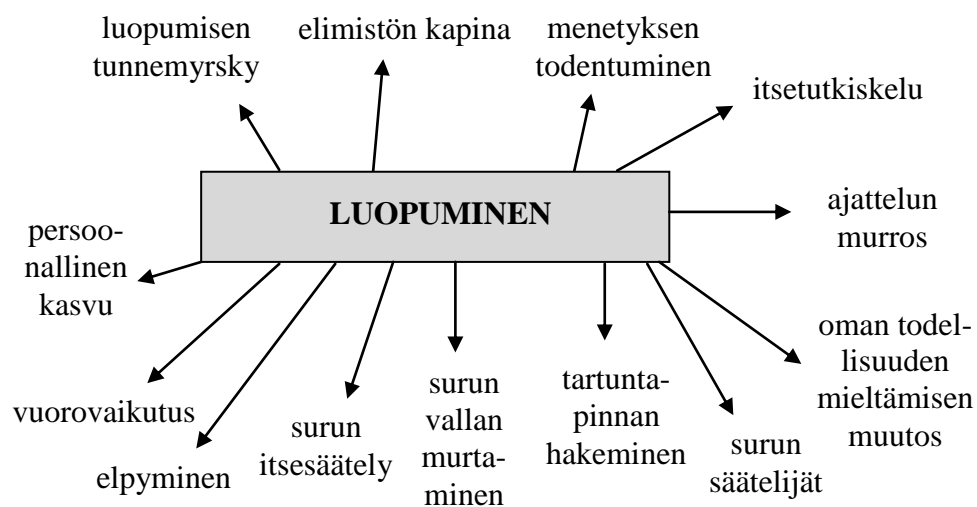 luopumisen
tunnemyrsky
elimistön kapina
menetyksen
todentuminen
itsetutkiskelu
LUOPUMINEN
ajattelun
murros
persoo-
nallinen
kasvu
oman todel-
lisuuden
mieltämisen
muutos
vuorovaikutus
elpyminen
surun
itsesäätely
surun
vallan
murta-
minen
tartunta-
pinnan
hakeminen
surun
säätelijät